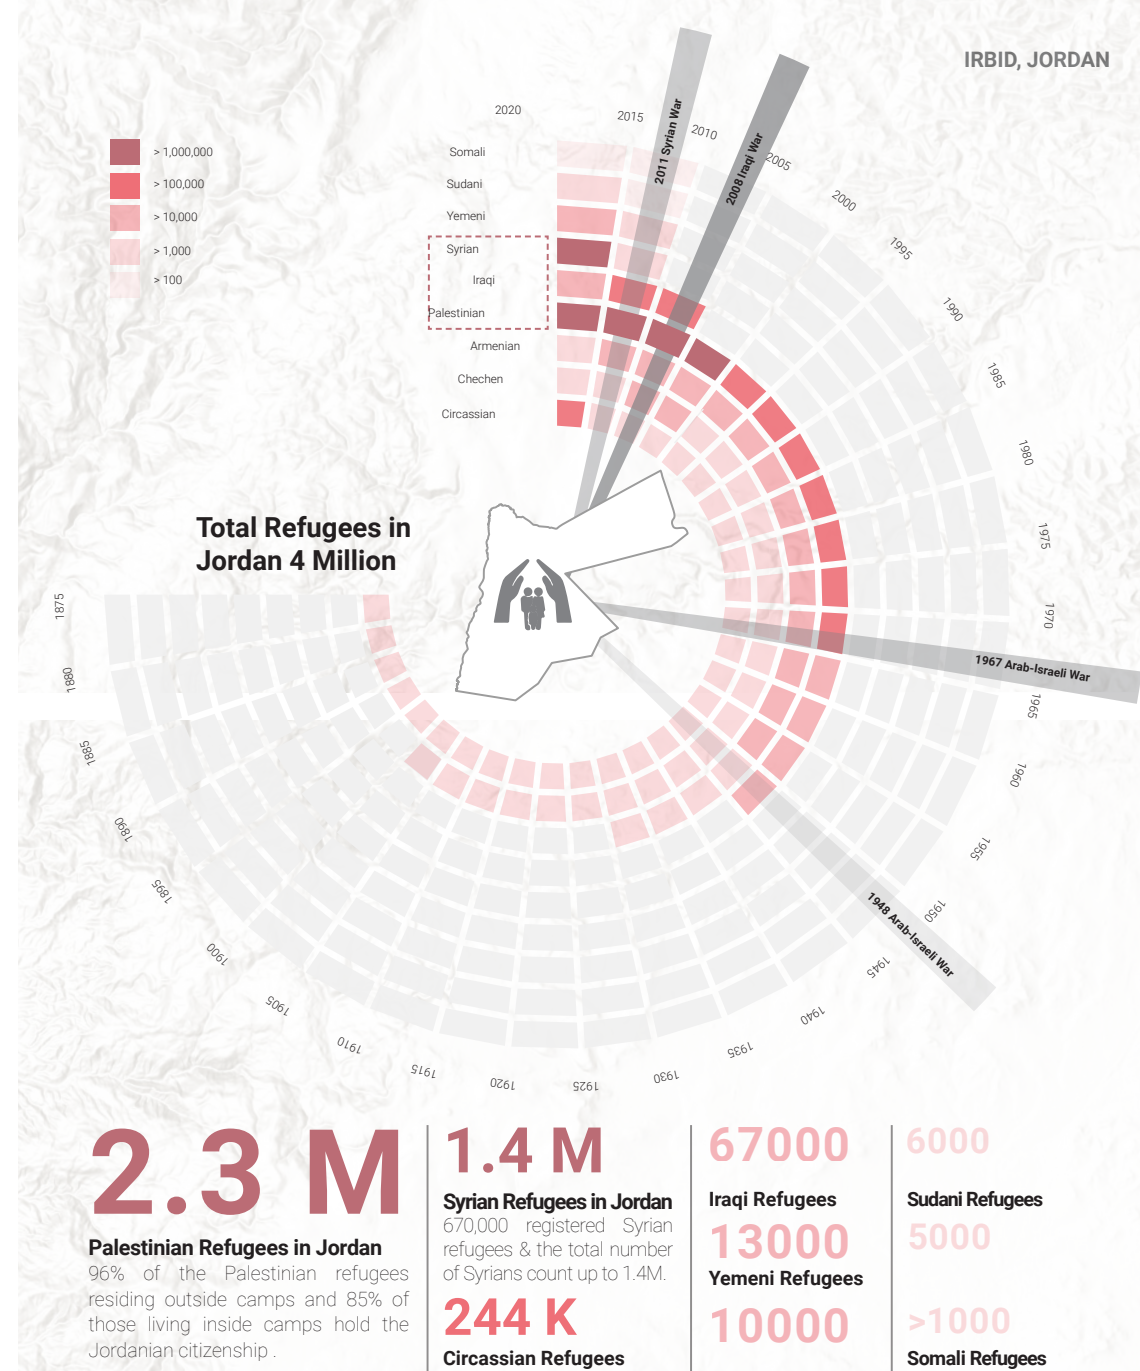 IRBID, JORDAN
> 1,000,000
> 100,000
> 10,000
> 1,000
> 100
2020
2015
2010
2005
2000
1995
1990
1985
1980
1975
1970
1965
1960
1955
1950
1945
1940
1935
1930
1925
1920
1915
1910
1905
1900
1895
1890
1885
1880
1875
Somali
Sudani
Yemeni
Syrian
Iraqi
Palestinian
Armenian
Chechen
Circassian
2011 Syrian War
2008 Iraqi War
1967 Arab-Israeli War
1948 Arab-Israeli War
Total Refugees in
Jordan 4 Million
2.3 M
Palestinian Refugees in Jordan
96% of the Palestinian refugees
residing outside camps and 85% of
those living inside camps hold the
Jordanian citizenship .
1.4 M
Syrian Refugees in Jordan
670,000 registered Syrian
refugees & the total number
of Syrians count up to 1.4M.
244 K
Circassian Refugees
67000
Iraqi Refugees
13000
Yemeni Refugees
10000
6000
Sudani Refugees
5000
>1000
Somali Refugees